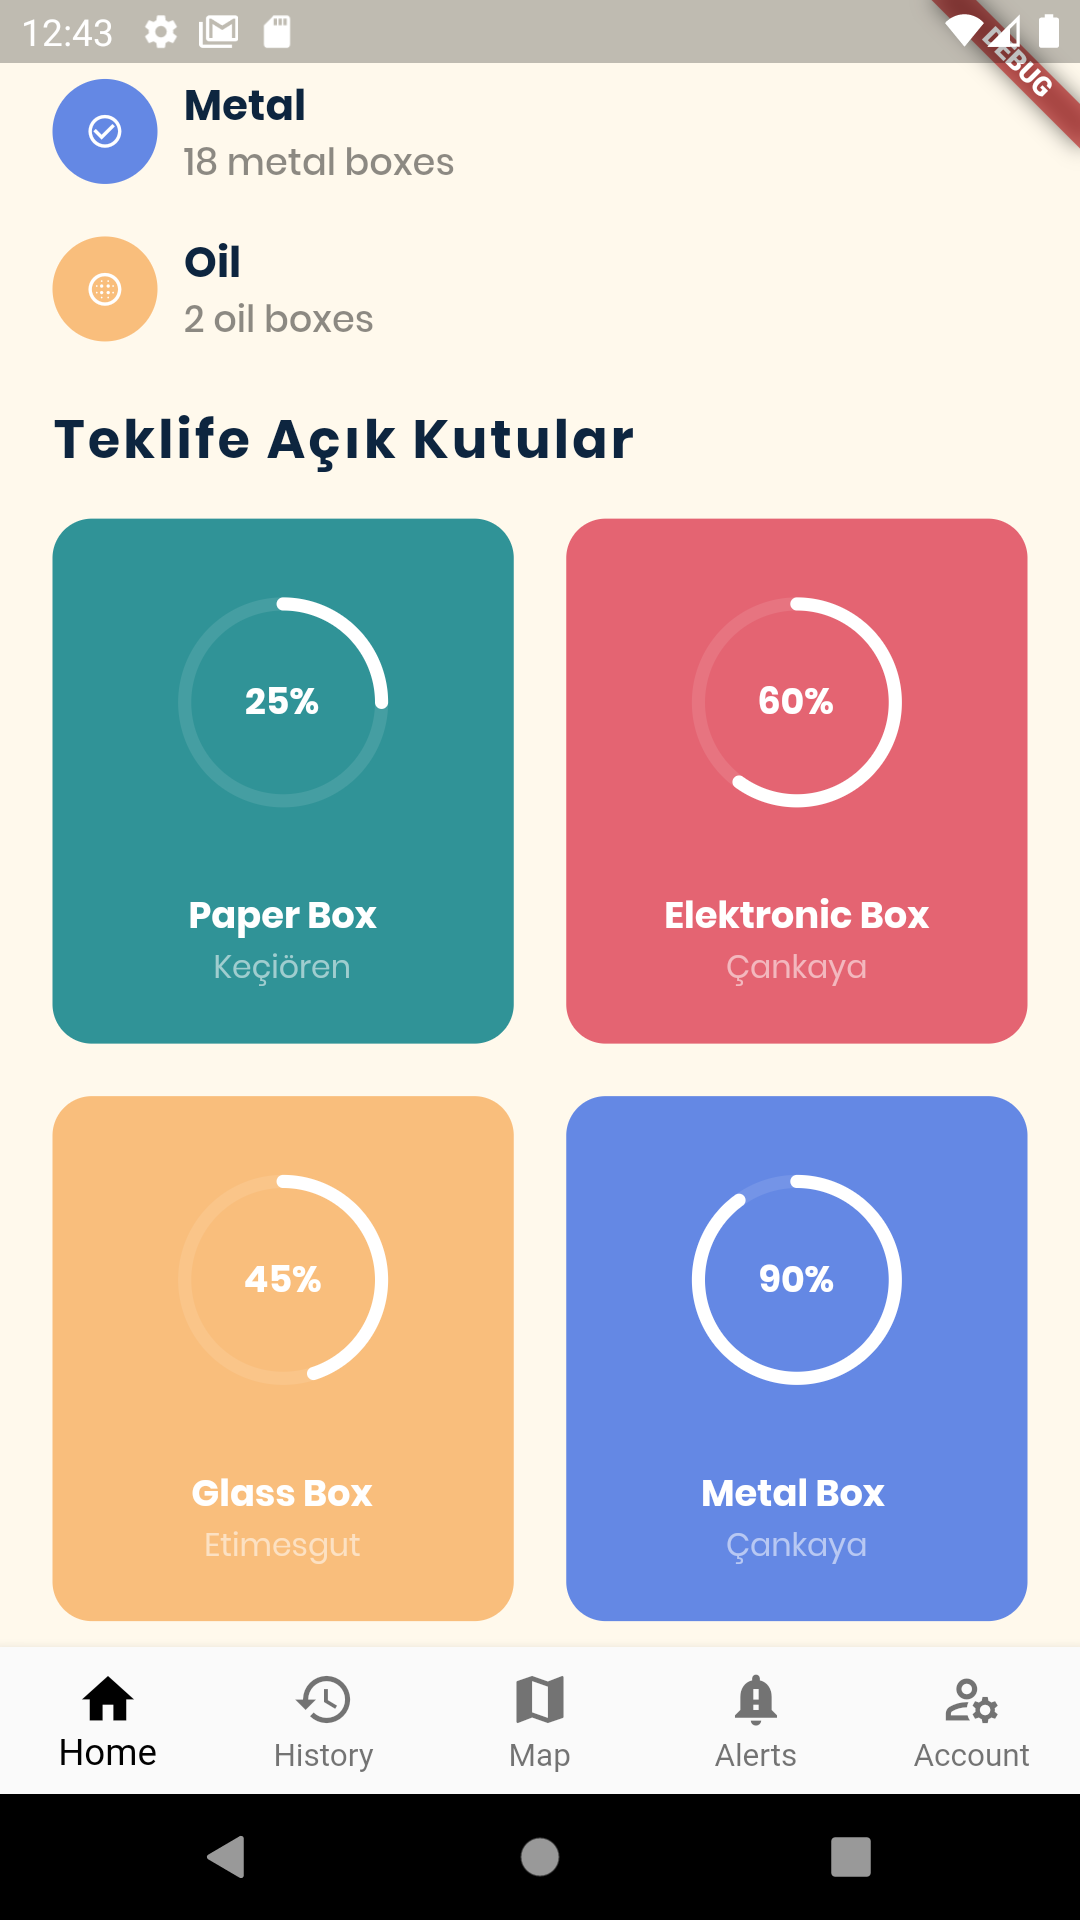 12:43
DEBUG
Metal
18 metal boxes
Oil
2 oil boxes
Teklife Açık Kutular
25%
60%
Paper Box
Elektronic Box
Keçiören
Çankaya
45%
90%
Glass Box
Metal Box
Etimesgut
Çankaya
Home
History
Map
Alerts
Account